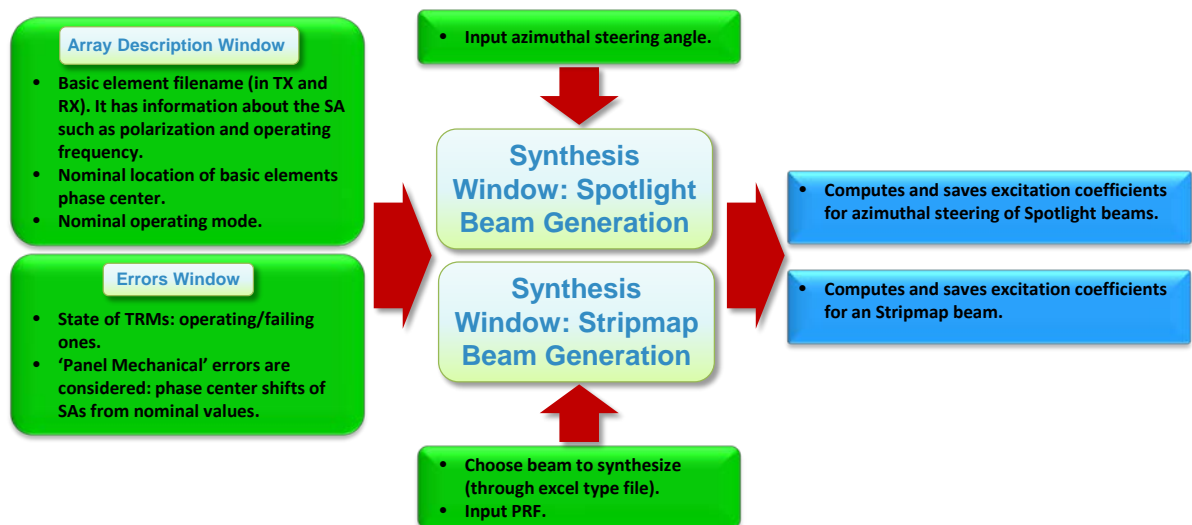 Array Description Window
• Basic element filename (in TX and
RX). It has information about the SA
such as polarization and operating
frequency.
• Nominal location of basic elements
phase center.
• Nominal operating mode.
Errors Window
• State of TRMs: operating/failing
ones.
• ‘Panel Mechanical’ errors are
considered: phase center shifts of
SAs from nominal values.
• Input azimuthal steering angle.
Synthesis
Window: Spotlight
Beam Generation
Synthesis
Window: Stripmap
Beam Generation
• Choose beam to synthesize
(through excel type file).
• Input PRF.
• Computes and saves excitation coefficients
for azimuthal steering of Spotlight beams.
• Computes and saves excitation coefficients
for an Stripmap beam.